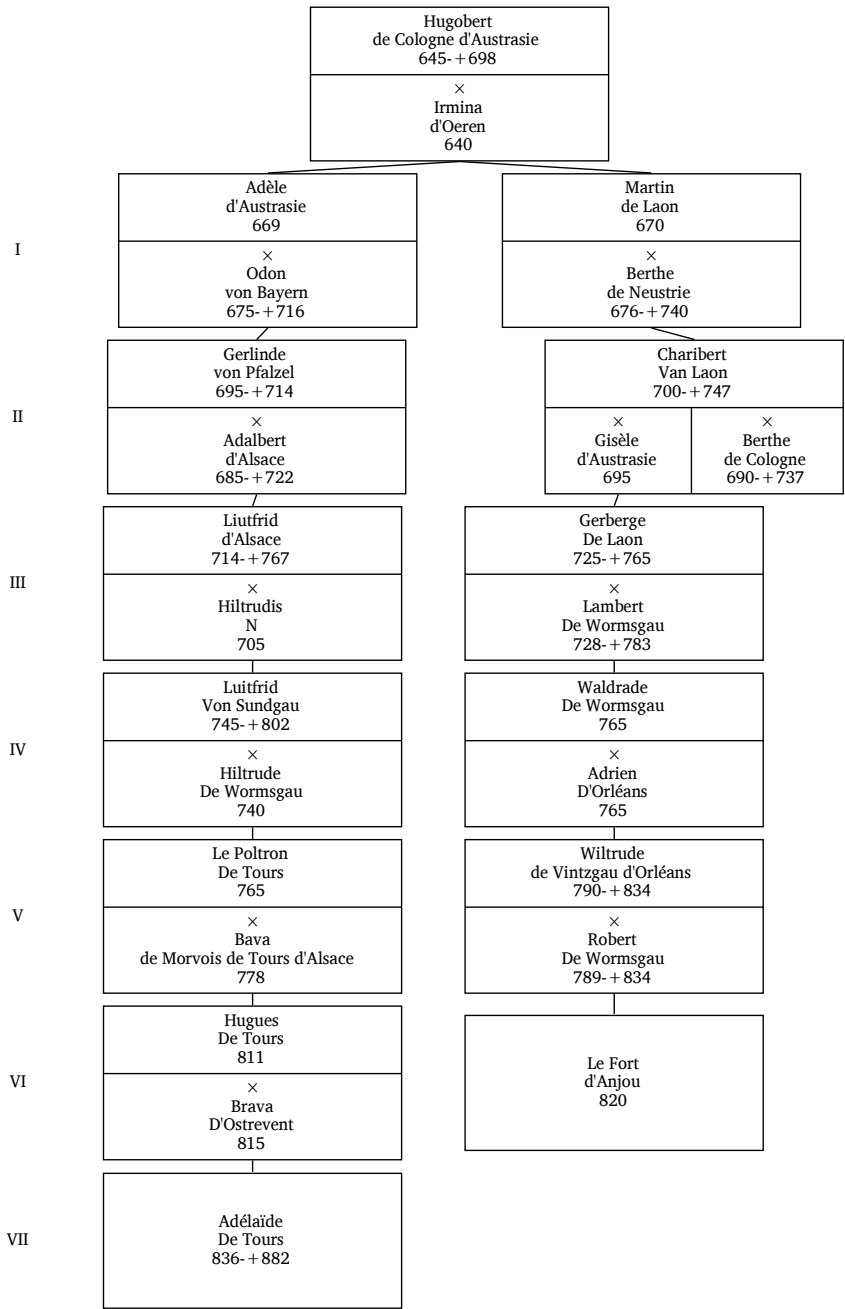 Hugobert
de Cologne d'Austrasie
645-+698
×
Irmina
d'Oeren
640
I
Adèle
d'Austrasie
669
×
Odon
von Bayern
675-+716
Martin
de Laon
670
×
Berthe
de Neustrie
676-+740
II
Gerlinde
von Pfalzel
695-+714
×
Adalbert
d'Alsace
685-+722
Charibert
Van Laon
700-+747
×
Gisèle
d'Austrasie
695
×
Berthe
de Cologne
690-+737
III
Liutfrid
d'Alsace
714-+767
×
Hiltrudis
N
705
Gerberge
De Laon
725-+765
×
Lambert
De Wormsgau
728-+783
IV
Luitfrid
Von Sundgau
745-+802
×
Hiltrude
De Wormsgau
740
Waldrade
De Wormsgau
765
×
Adrien
D'Orléans
765
V
Le Poltron
De Tours
765
×
Bava
de Morvois de Tours d'Alsace
778
Wiltrude
de Vintzgau d'Orléans
790-+834
×
Robert
De Wormsgau
789-+834
VI
Hugues
De Tours
811
×
Brava
D'Ostrevent
815
Le Fort
d'Anjou
820
VII
Adélaïde
De Tours
836-+882